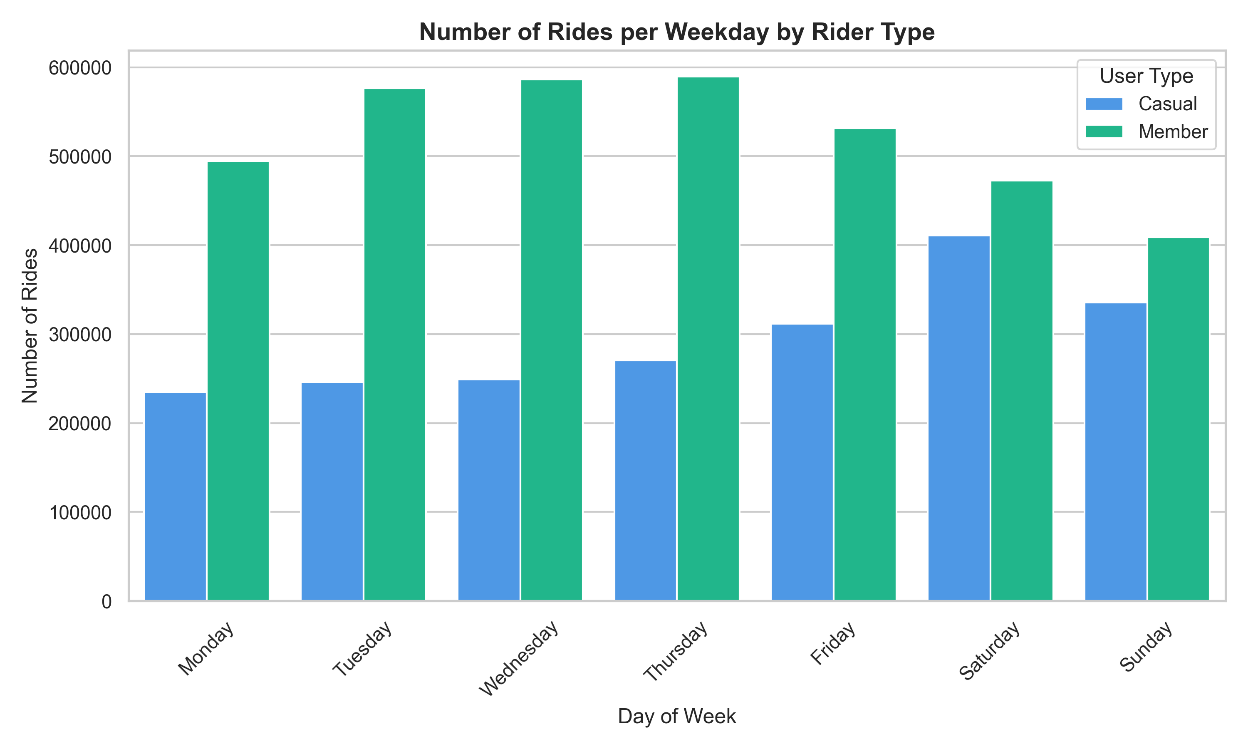 Number of Rides per Weekday by Rider Type
User Type
Casual
Member
Number of Rides
600000
500000
400000
300000
200000
100000
0
Monday
Tuesday
Wednesday
Thursday
Friday
Saturday
Sunday
Day of Week